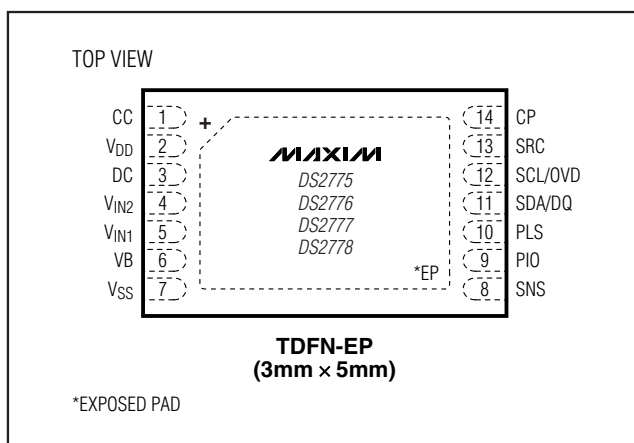 TOP VIEW
CC 1
VDD 2
DC 3
VIN2 4
VIN1 5
VB 6
VSS 7
+
MAXIM
DS2775
DS2776
DS2777
DS2778
*EP
14 CP
13 SRC
12 SCL/OVD
11 SDA/DQ
10 PLS
9 PIO
8 SNS
TDFN-EP
(3mm × 5mm)
*EXPOSED PAD